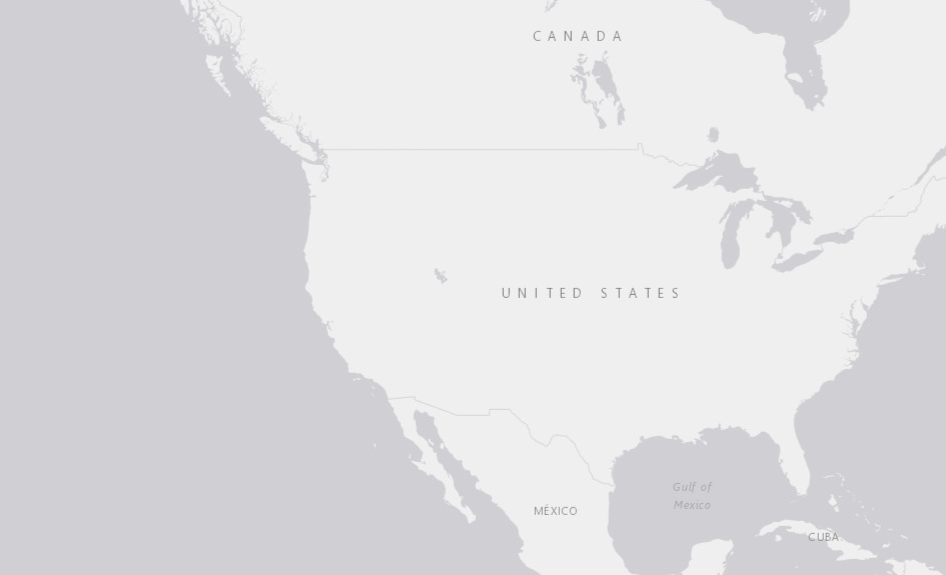 CANADA
UNITED STATES
Gulf of
Mexico
MÉXICO
CUBA